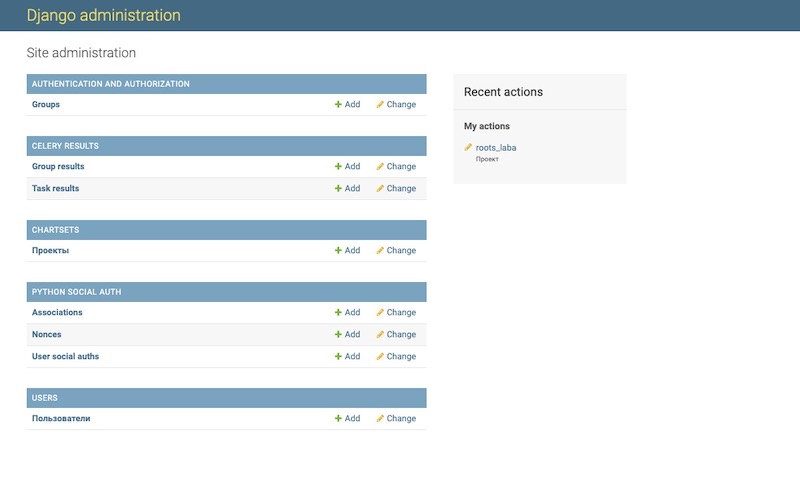 Django administration
Site administration
AUTHENTICATION AND AUTHORIZATION
Groups Add Change
CELERY RESULTS
Group results Add Change
Task results Add Change
CHARTSETS
Проекты Add Change
PYTHON SOCIAL AUTH
Associations Add Change
Nonces Add Change
User social auths Add Change
USERS
Пользователи Add Change
Recent actions
My actions
roots_laba
Проект